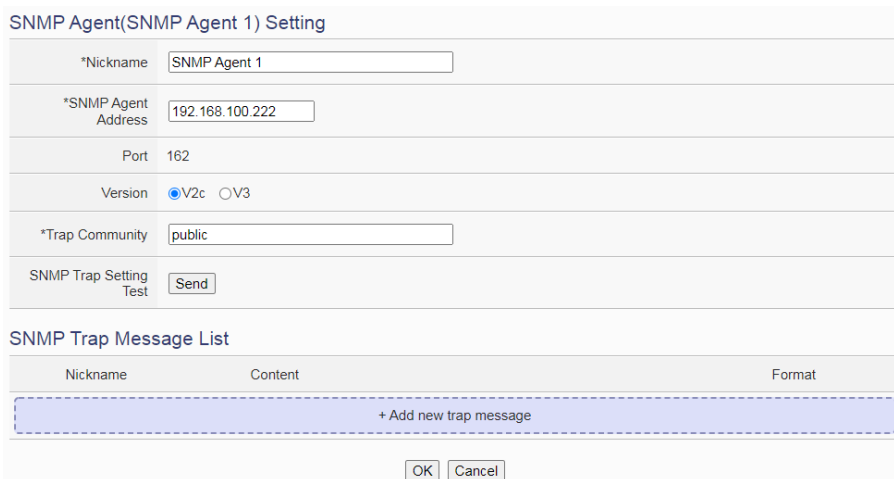 SNMP Agent(SNMP Agent 1) Setting
*Nickname SNMP Agent 1
*SNMP Agent
Address 192.168.100.222
Port 162
Version V2c V3
*Trap Community public
SNMP Trap Setting
Test Send
SNMP Trap Message List
Nickname Content Format
+ Add new trap message
OK Cancel